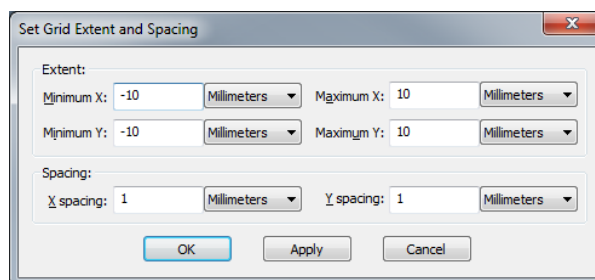 Set Grid Extent and Spacing
Extent:
Minimum X: -10 Millimeters Maximum X: 10 Millimeters
Minimum Y: -10 Millimeters Maximum Y: 10 Millimeters
Spacing:
X spacing: 1 Millimeters Y spacing: 1 Millimeters
OK Apply Cancel